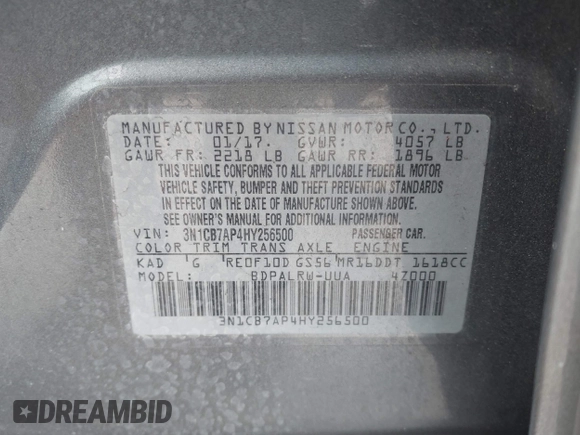 MANUFACTURED BY NISSAN MOTOR CO., LTD.
DATE: 01/17. GVWR: 4057 LB
GAWR FR: 2218 LB GAWR RR: 1896 LB
THIS VEHICLE CONFORMS TO ALL APPLICABLE FEDERAL MOTOR
VEHICLE SAFETY, BUMPER AND THEFT PREVENTION STANDARDS
IN EFFECT ON THE DATE OF MANUFACTURE SHOWN ABOVE.
SEE OWNER'S MANUAL FOR ADDITIONAL INFORMATION
VIN: 3N1CB7AP4HY256500 PASSENGER CAR.
COLOR TRIM TRANS AXLE ENGINE
KAD G RE0F10D GS56 MR16DDT 1618CC
BDPALRW-UUA 4Z000
3N1CB7AP4HY256500
DREAMBID